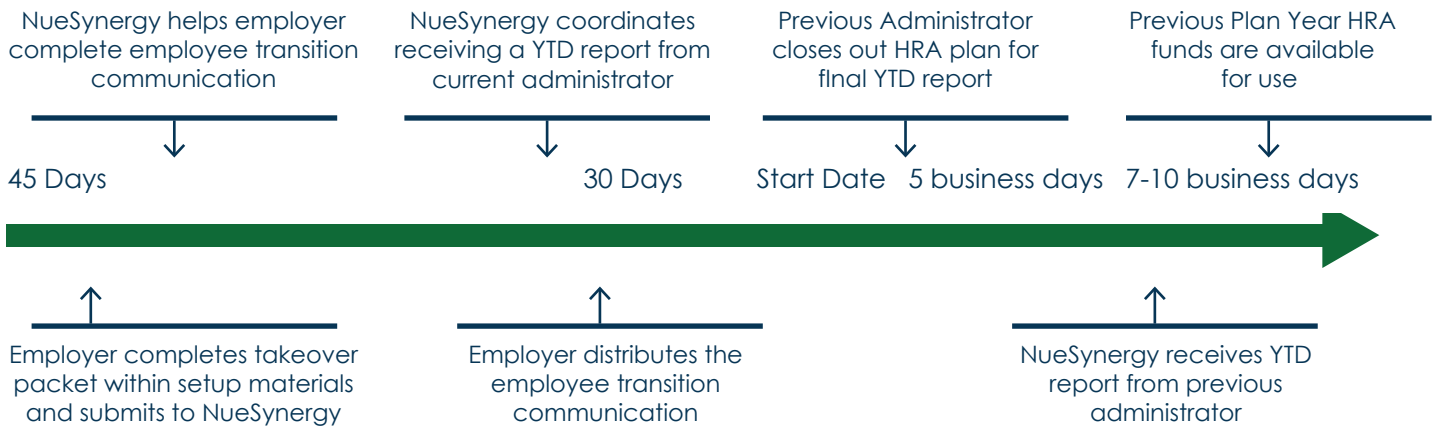 NueSynergy helps employer
complete employee transition
communication
NueSynergy coordinates
receiving a YTD report from
current administrator
Previous Administrator
closes out HRA plan for
fInal YTD report
Previous Plan Year HRA
funds are available
for use
45 Days
30 Days
Start Date
5 business days
7-10 business days
Employer completes takeover
packet within setup materials
and submits to NueSynergy
Employer distributes the
employee transition
communication
NueSynergy receives YTD
report from previous
administrator